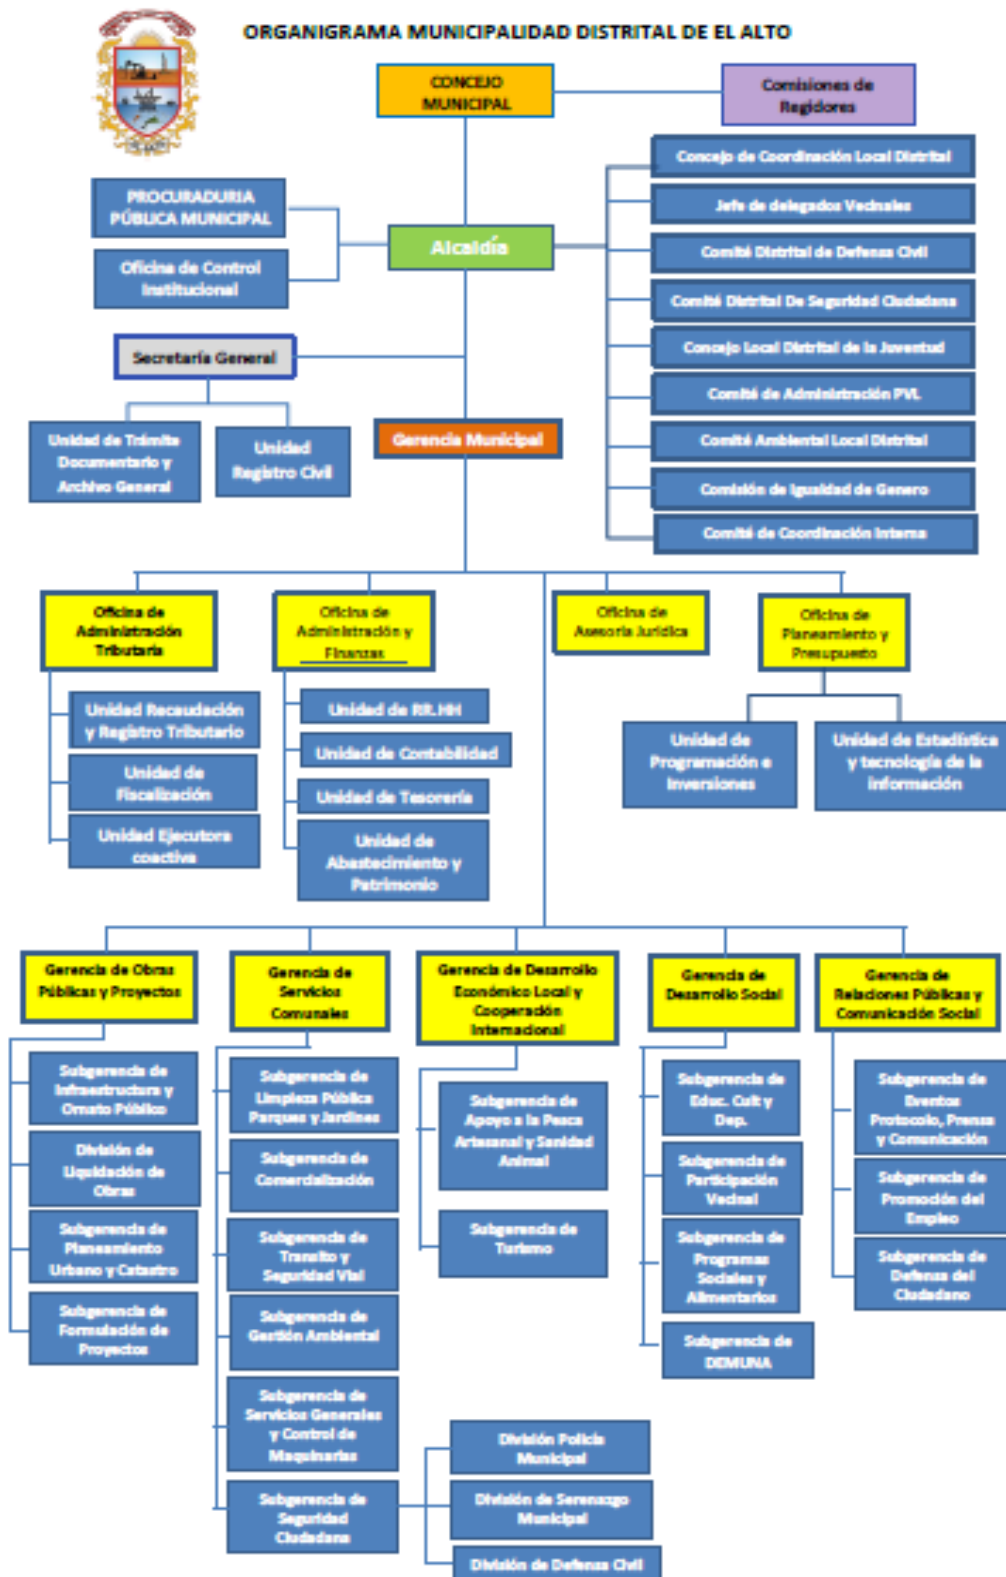 ORGANIGRAMA MUNICIPALIDAD DISTRITAL DE EL ALTO
CONCEJO
MUNICIPAL
Comisiones de
Regidores
Concejo de Coordinación Local Distrital
PROCURADURIA
PÚBLICA MUNICIPAL
Jefe de delegados Vecinales
Alcaldía
Comité Distrital de Defensa Civil
Oficina de Control
Institucional
Comité Distrital De Seguridad Ciudadana
Secretaría General
Concejo Local Distrital de la Juventud
Comité de Administración PVL
Unidad de Trámite
Documentario y
Archivo General
Unidad
Registro Civil
Gerencia Municipal
Comité Ambiental Local Distrital
Comisión de Igualdad de Genero
Comité de Coordinación Interna
Oficina de
Administración
Tributaria
Oficina de
Administración y
Finanzas
Oficina de
Asesoría Jurídica
Oficina de
Planeamiento y
Presupuesto
Unidad Recaudación
y Registro Tributario
Unidad de
Fiscalización
Unidad Ejecutora
coactiva
Unidad de RR.HH
Unidad de Contabilidad
Unidad de Tesorería
Unidad de
Abastecimiento y
Patrimonio
Unidad de
Programación e
Inversiones
Unidad de Estadística
y tecnología de la
información
Gerencia de Obras
Públicas y Proyectos
Gerencia de
Servicios
Comunales
Gerencia de Desarrollo
Económico Local y
Cooperación
Internacional
Gerencia de
Desarrollo Social
Gerencia de
Relaciones Públicas y
Comunicación Social
Subgerencia de
Infraestructura y
Ornato Público
División de
Liquidación de
Obras
Subgerencia de
Planeamiento
Urbano y Catastro
Subgerencia de
Formulación de
Proyectos
Subgerencia de
Limpieza Pública
Parques y Jardines
Subgerencia de
Comercialización
Subgerencia de
Transito y
Seguridad Vial
Subgerencia de
Gestión Ambiental
Subgerencia de
Servicios Generales
y Control de
Maquinarias
Subgerencia de
Seguridad
Ciudadana
División Policía
Municipal
División de Serenazgo
Municipal
División de Defensa Civil
Subgerencia de
Apoyo a la Pesca
Artesanal y Sanidad
Animal
Subgerencia de
Turismo
Subgerencia de
Educ. Cult y
Dep.
Subgerencia de
Participación
Vecinal
Subgerencia de
Programas
Sociales y
Alimentarios
Subgerencia de
DEMUNA
Subgerencia de
Eventos
Protocolo, Prensa
y Comunicación
Subgerencia de
Promoción del
Empleo
Subgerencia de
Defensa del
Ciudadano